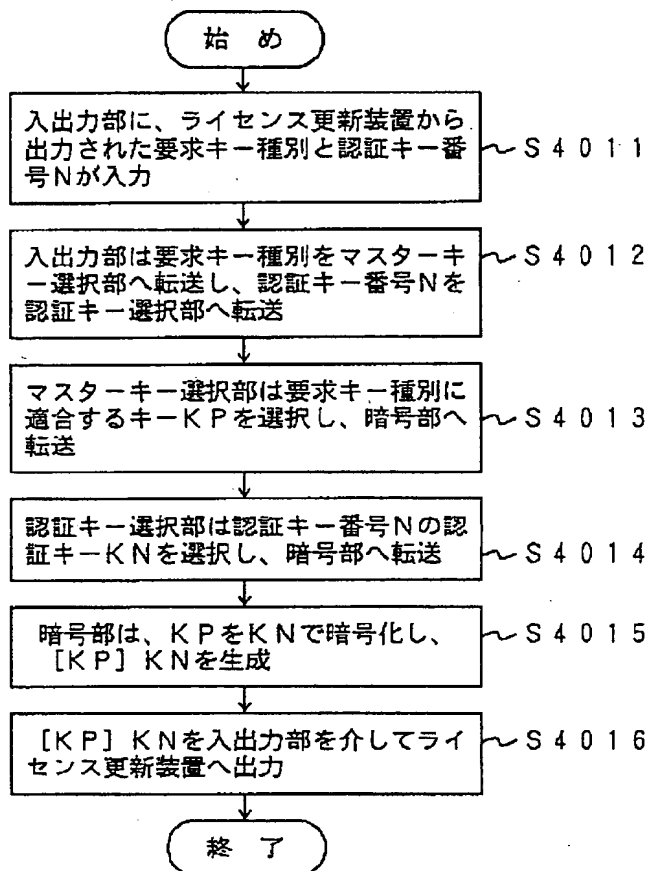 始 め
入出力部に、ライセンス更新装置から
出力された要求キー種別と認証キー番
号Nが入力
S4011
入出力部は要求キー種別をマスターキ
ー選択部へ転送し、認証キー番号Nを
認証キー選択部へ転送
S4012
マスターキー選択部は要求キー種別に
適合するキーKPを選択し、暗号部へ
転送
S4013
認証キー選択部は認証キー番号Nの認
証キーKNを選択し、暗号部へ転送
S4014
暗号部は、KPをKNで暗号化し、
[KP] KNを生成
S4015
[KP] KNを入出力部を介してライ
センス更新装置へ出力
S4016
終 了